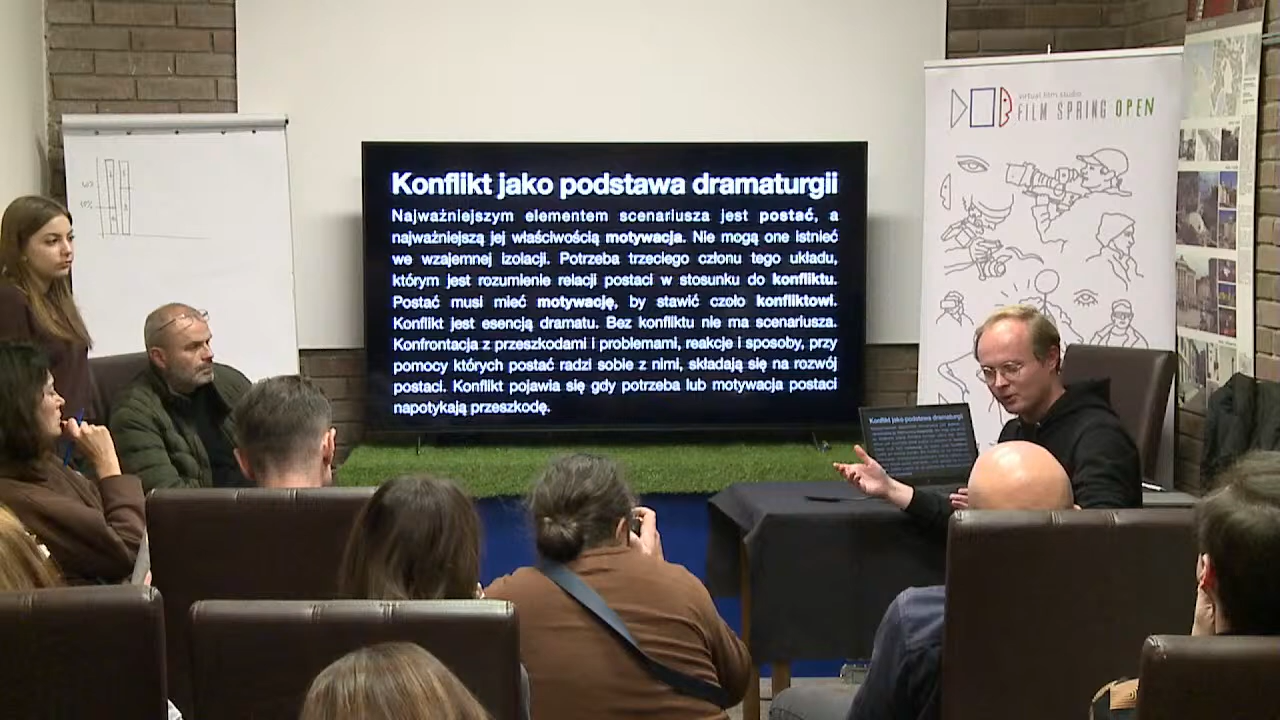 Konflikt jako podstawa dramaturgii
Najważniejszym elementem scenariusza jest postać, a
najważniejszą jej właściwością motywacja. Nie mogą one istnieć
we wzajemnej izolacji. Potrzeba trzeciego członu tego układu,
którym jest rozumienie relacji postaci w stosunku do konfliktu.
Postać musi mieć motywację, by stawić czoło konfliktowi.
Konflikt jest esencją dramatu. Bez konfliktu nie ma scenariusza.
Konfrontacja z przeszkodami i problemami, reakcje i sposoby, przy
pomocy których postać radzi sobie z nimi, składają się na rozwój
postaci. Konflikt pojawia się gdy potrzeba lub motywacja postaci
napotykają przeszkodę.
virtual film studio
FILM SPRING OPEN
Konflikt jako podstawa dramaturgii